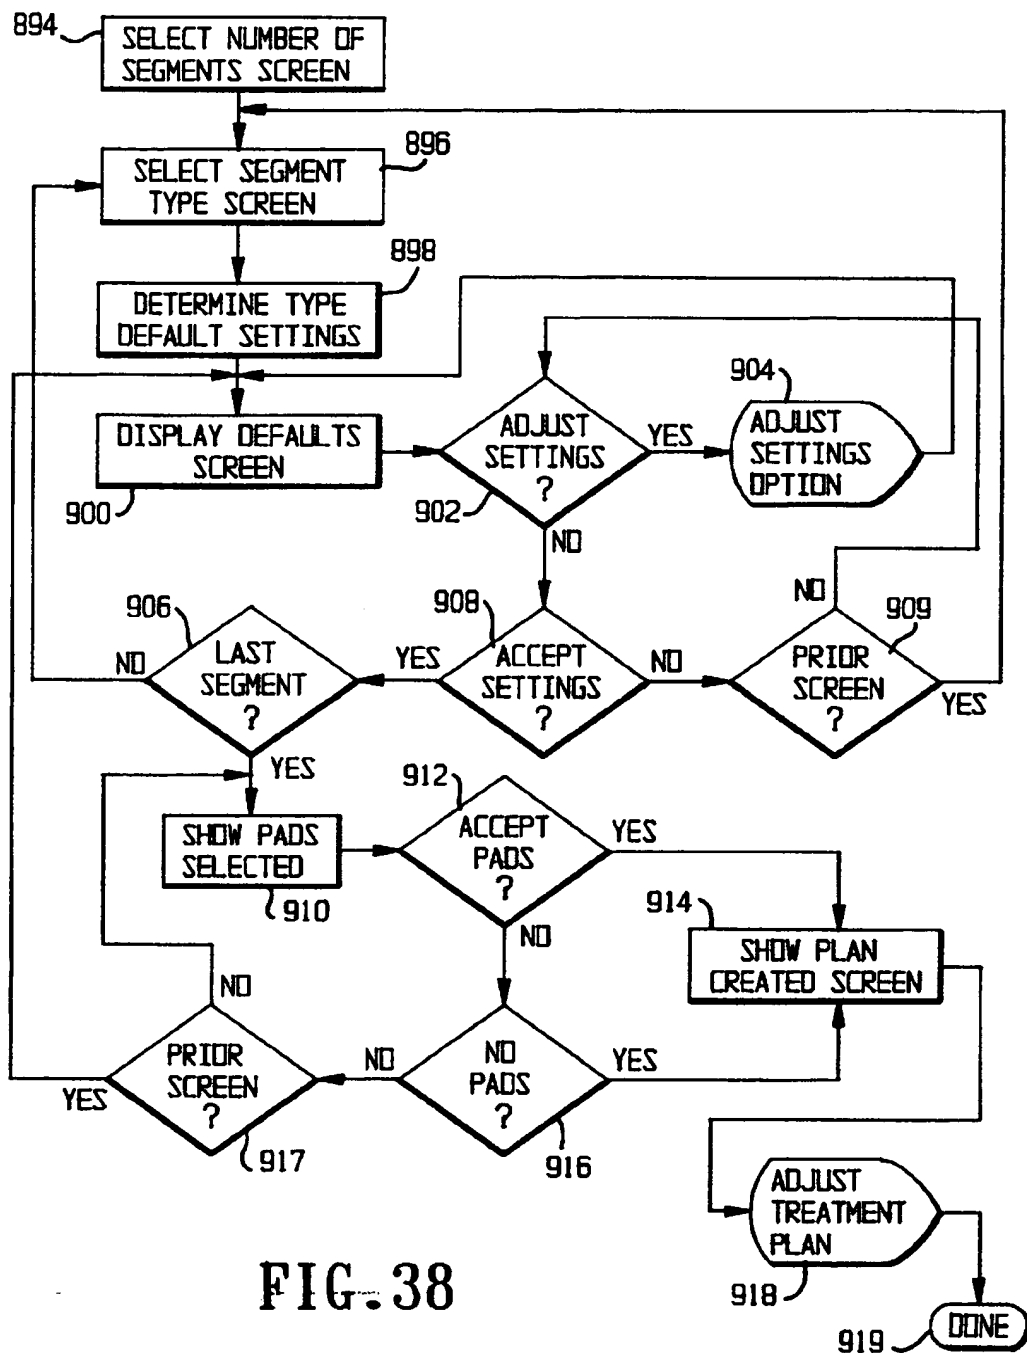 894
SELECT NUMBER OF
SEGMENTS SCREEN
896
SELECT SEGMENT
TYPE SCREEN
898
DETERMINE TYPE
DEFAULT SETTINGS
DISPLAY DEFAULTS
SCREEN
900
ADJUST
SETTINGS
?
902
YES
NO
904
ADJUST
SETTINGS
OPTION
906
LAST
SEGMENT
?
NO
YES
908
ACCEPT
SETTINGS
?
YES
NO
909
PRIOR
SCREEN
?
NO
YES
SHOW PADS
SELECTED
910
912
ACCEPT
PADS
?
YES
NO
914
SHOW PLAN
CREATED SCREEN
PRIOR
SCREEN
?
NO
YES
917
NO
PADS
?
NO
YES
916
ADJUST
TREATMENT
PLAN
918
DONE
919
FIG.38